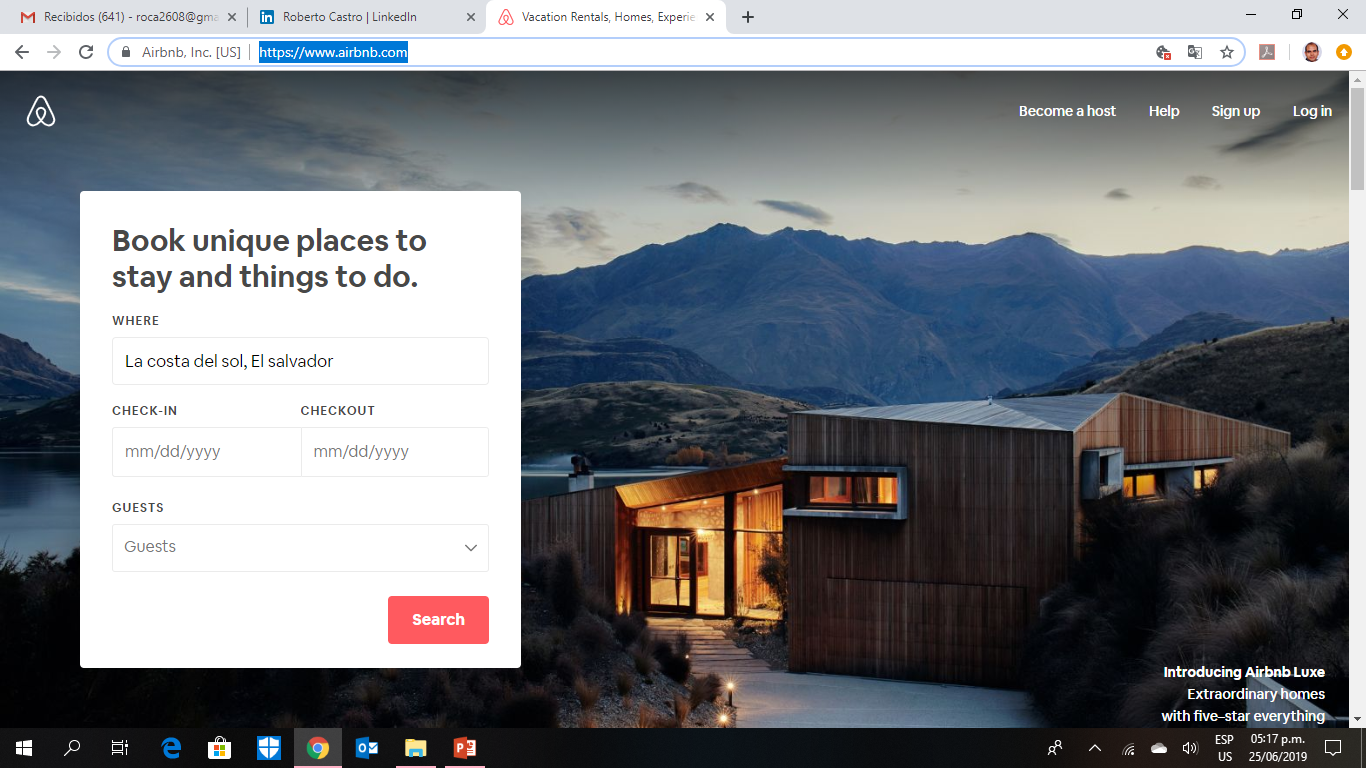 Recibidos (641) - roca2608@gma
Roberto Castro | LinkedIn
Vacation Rentals, Homes, Experie
Airbnb, Inc. [US]
https://www.airbnb.com
Become a host
Help
Sign up
Log in
Book unique places to
stay and things to do.
WHERE
La costa del sol, El salvador
CHECK-IN
CHECKOUT
mm/dd/yyyy
mm/dd/yyyy
GUESTS
Guests
Search
Introducing Airbnb Luxe
Extraordinary homes
with five–star everything
ESP
US
05:17 p.m.
25/06/2019